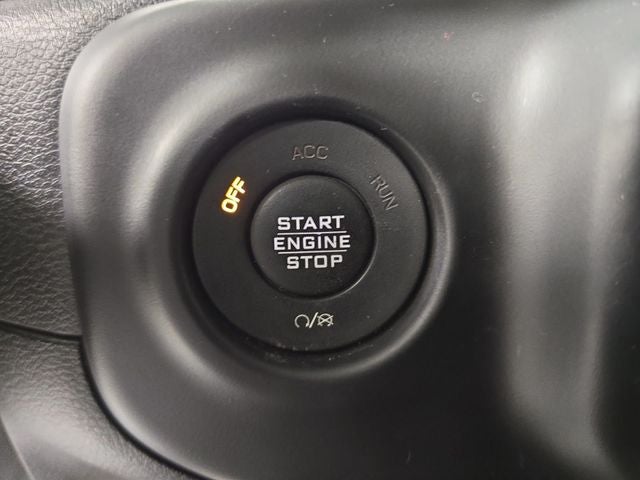 ACC
OFF
RUN
START
ENGINE
STOP